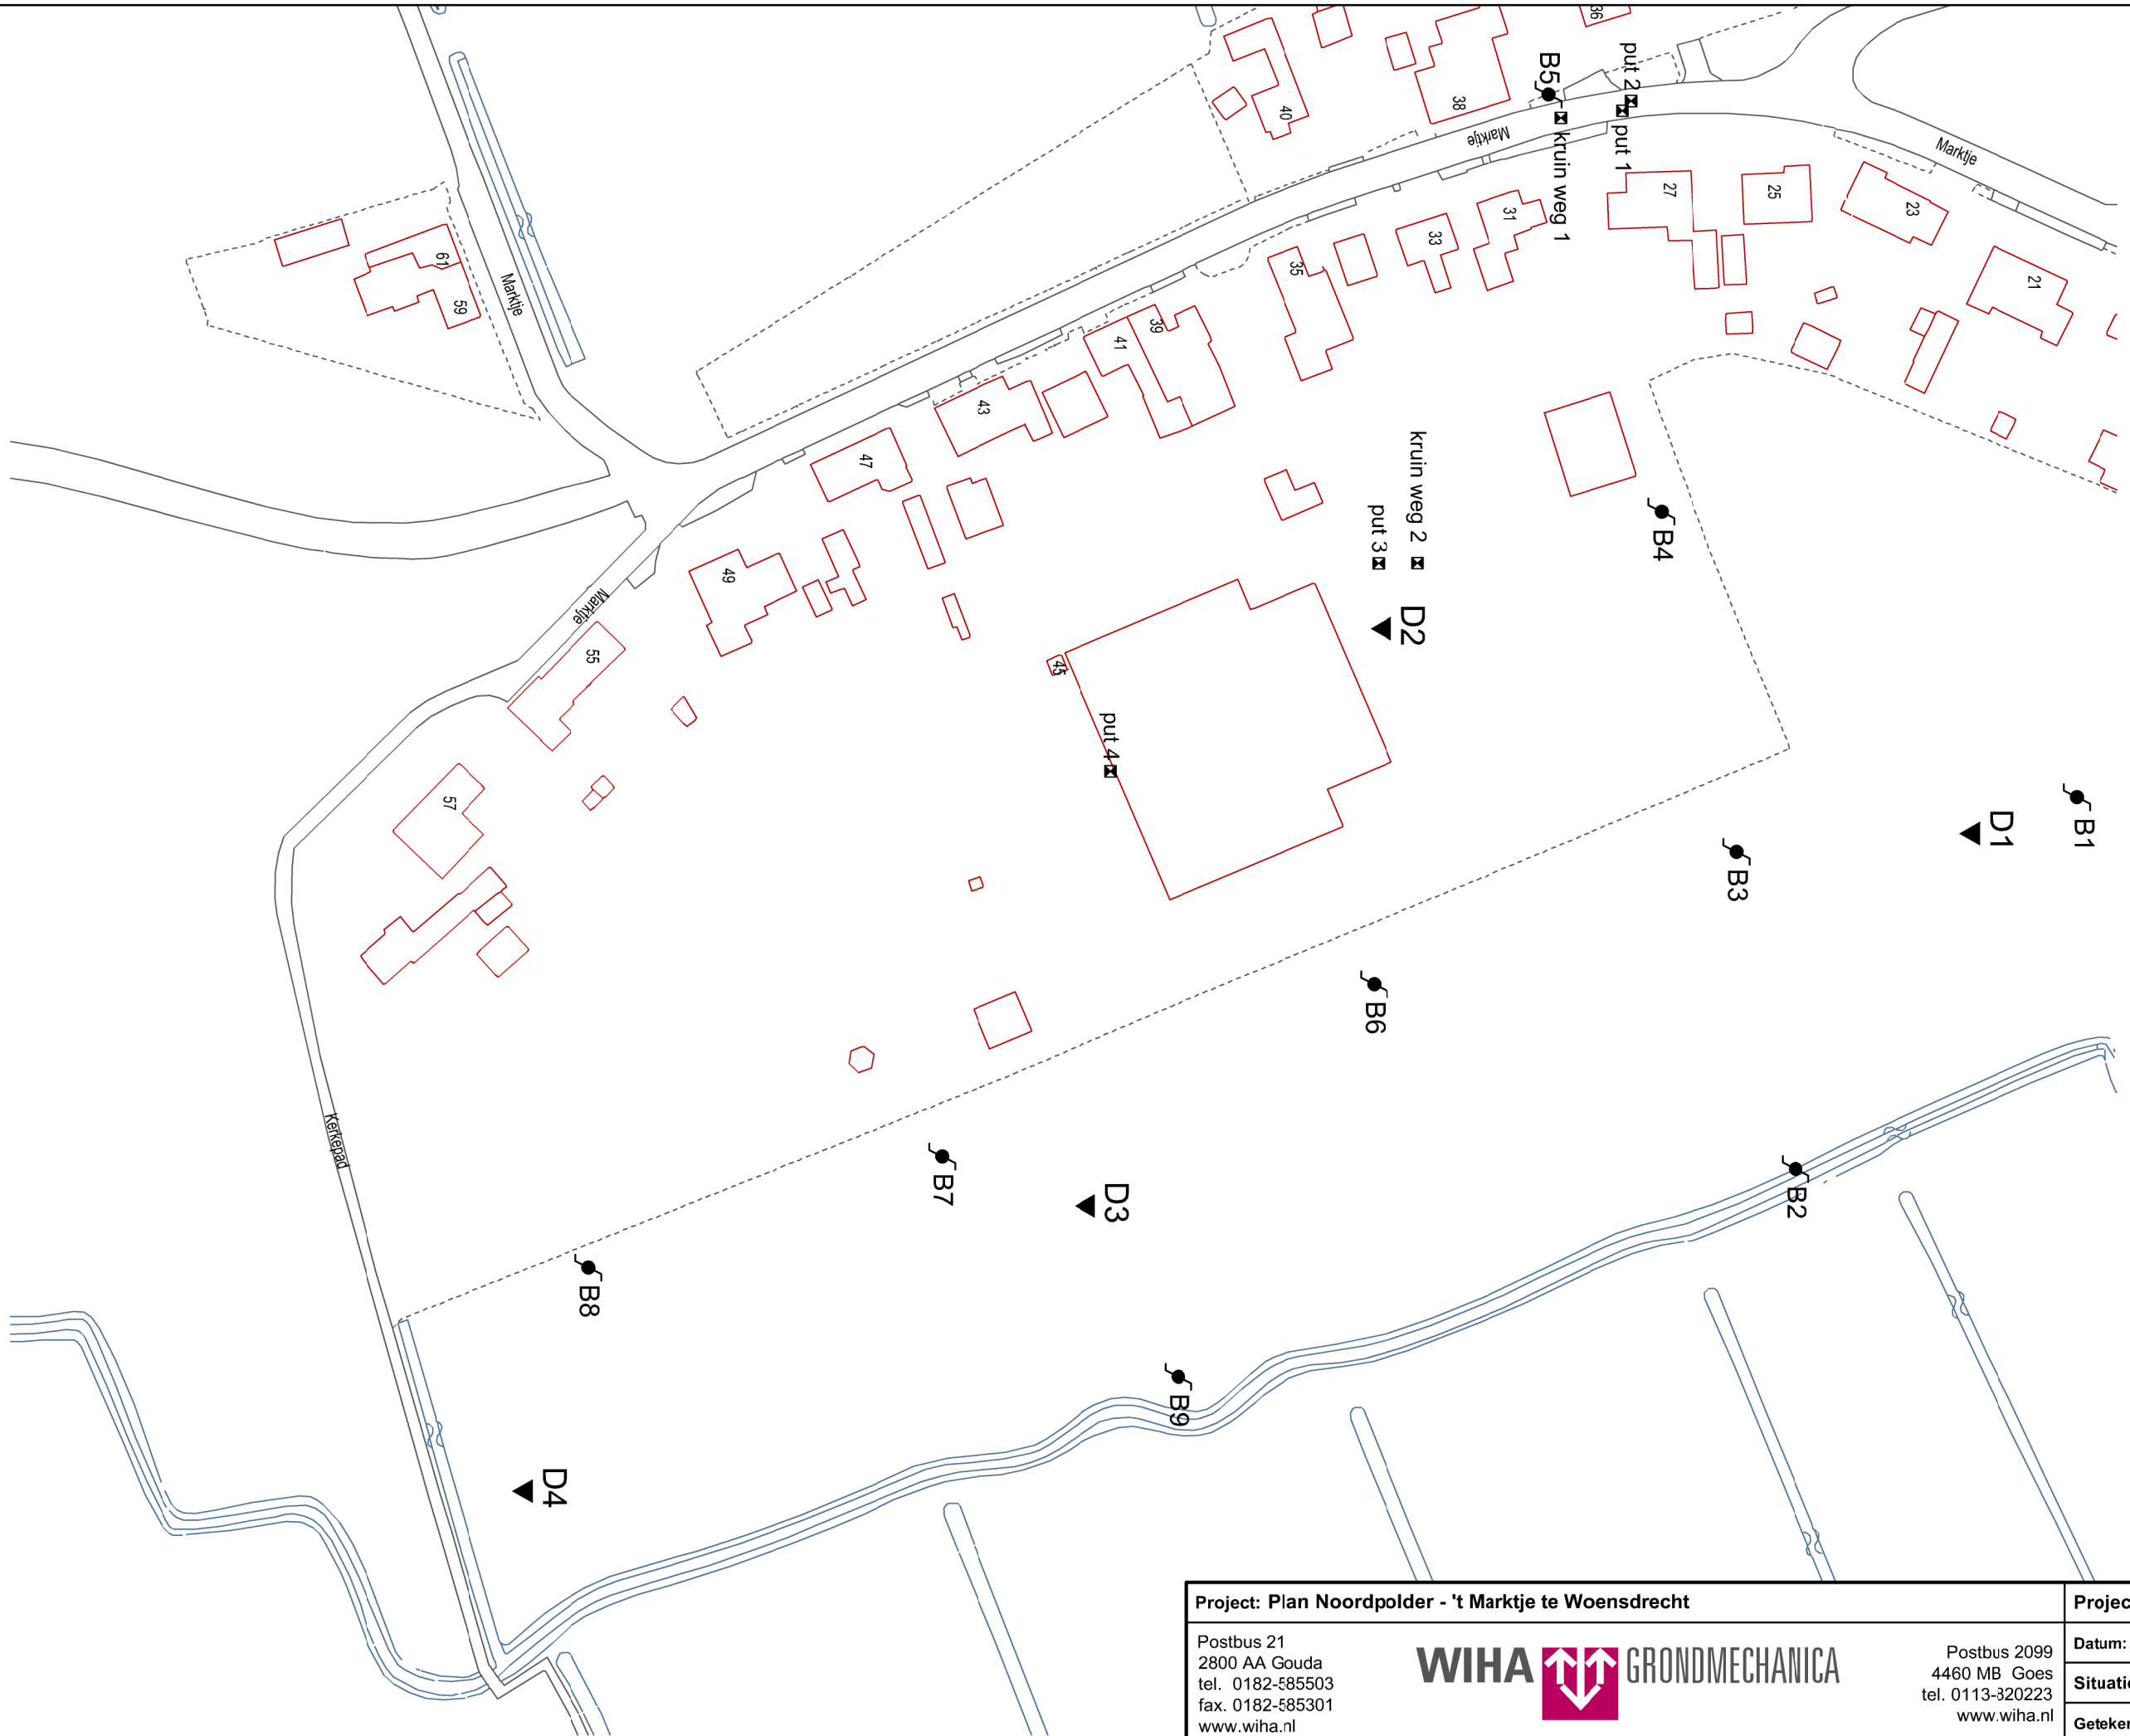 36
put 2
B5
38
40
Marktje
put 1
kruin weg 1
Marktje
27
25
23
31
33
35
21
61
59
Marktje
39
41
43
47
kruin weg 2
put 3
B4
49
D2
Marktje
55
45
put 4
57
D1
B1
B3
B6
Kerkepad
B7
D3
B2
B8
B9
D4
Project: Plan Noordpolder - 't Marktje te Woensdrecht
Postbus 21
2800 AA Gouda
tel. 0182-585503
fax. 0182-585301
www.wiha.nl
WIHA GRONDMECHANICA
Postbus 2099
4460 MB Goes
tel. 0113-820223
www.wiha.nl
Projec
Datum:
Situatie
Geteken